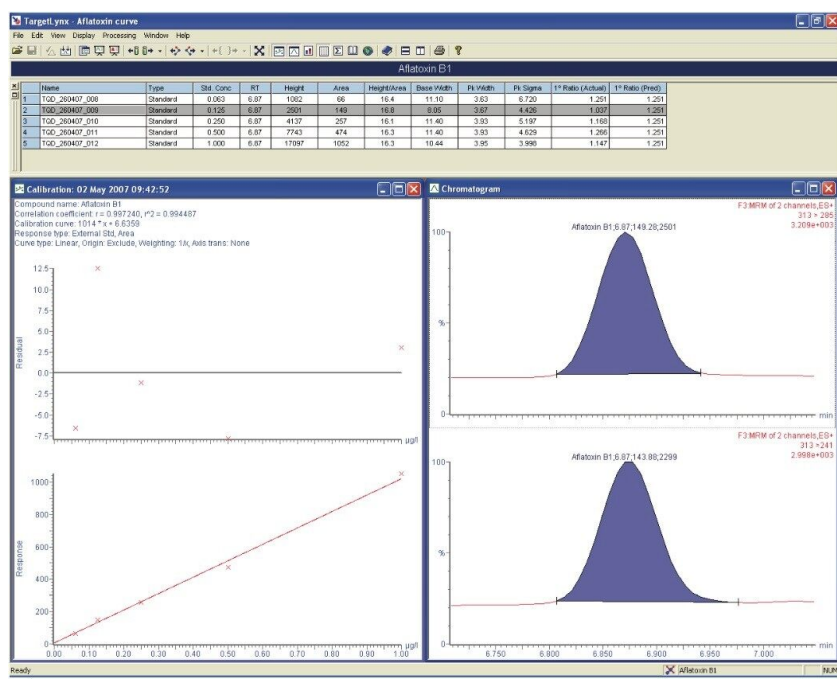 TargetLynx - Aflatoxin curve
File Edit View Display Processing Window Help
Aflatoxin B1
Name Type Std. Conc RT Height Area Height/Area Base Width Pk Width Pk Sigma 1° Ratio (Actual) 1° Ratio (Pred)
1 TQD_260407_008 Standard 0.063 6.87 1082 66 16.4 11.10 3.63 6.720 1.251 1.251
2 TQD_260407_009 Standard 0.125 6.87 2501 149 16.8 8.05 3.67 4.426 1.037 1.251
3 TQD_260407_010 Standard 0.250 6.87 4137 257 16.1 11.40 3.93 5.197 1.168 1.251
4 TQD_260407_011 Standard 0.500 6.87 7743 474 16.3 11.40 3.93 4.629 1.266 1.251
5 TQD_260407_012 Standard 1.000 6.87 17097 1052 16.3 10.44 3.95 3.998 1.147 1.251
Calibration: 02 May 2007 09:42:52
Compound name: Aflatoxin B1
Correlation coefficient: r = 0.997240, r^2 = 0.994487
Calibration curve: 1014 * x + 6.6359
Response type: External Std, Area
Curve type: Linear, Origin: Exclude, Weighting: 1/x, Axis trans: None
12.5
10.0
7.5
5.0
2.5
0.0
-2.5
-5.0
-7.5
Residual
µg/l
1000
800
600
400
200
0
Response
0.00 0.10 0.20 0.30 0.40 0.50 0.60 0.70 0.80 0.90 1.00
µg/l
Chromatogram
F3:MRM of 2 channels,ES+
313 > 285
3.209e+003
Aflatoxin B1;6.87;149.28;2501
100
%
0
min
F3:MRM of 2 channels,ES+
313 >241
2.998e+003
Aflatoxin B1;6.87;143.88;2299
100
%
0
min
6.750 6.800 6.850 6.900 6.950 7.000
Ready
Aflatoxin B1
NUM